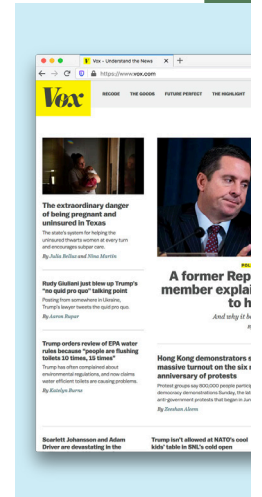 Vox - Understand the News
https://www.vox.com
Vox
RECODE THE GOODS FUTURE PERFECT THE HIGHLIGHT
The extraordinary danger
of being pregnant and
uninsured in Texas
The state's system for helping the
uninsured thwarts women at every turn
and encourages subpar care.
By Julia Belluz and Nina Martin
Rudy Giuliani just blew up Trump's
"no quid pro quo" talking point
Posting from somewhere in Ukraine,
Trump's lawyer tweets the quid pro quo.
By Aaron Rupar
Trump orders review of EPA water
rules because "people are flushing
toilets 10 times, 15 times"
Trump has often complained about
environmental regulations, and now claims
water efficient toilets are causing problems.
By Katelyn Burns
Scarlett Johansson and Adam
Driver are devastating in the
A former Rep
member explai
to h
And why it
Hong Kong demonstrators s
massive turnout on the six
anniversary of protests
Protest groups say 800,000 people
democracy demonstrations Sunday, the
anti-government protests that began in
By Zeeshan Aleem
Trump isn't allowed at NATO's cool
kids' table in SNL's cold open